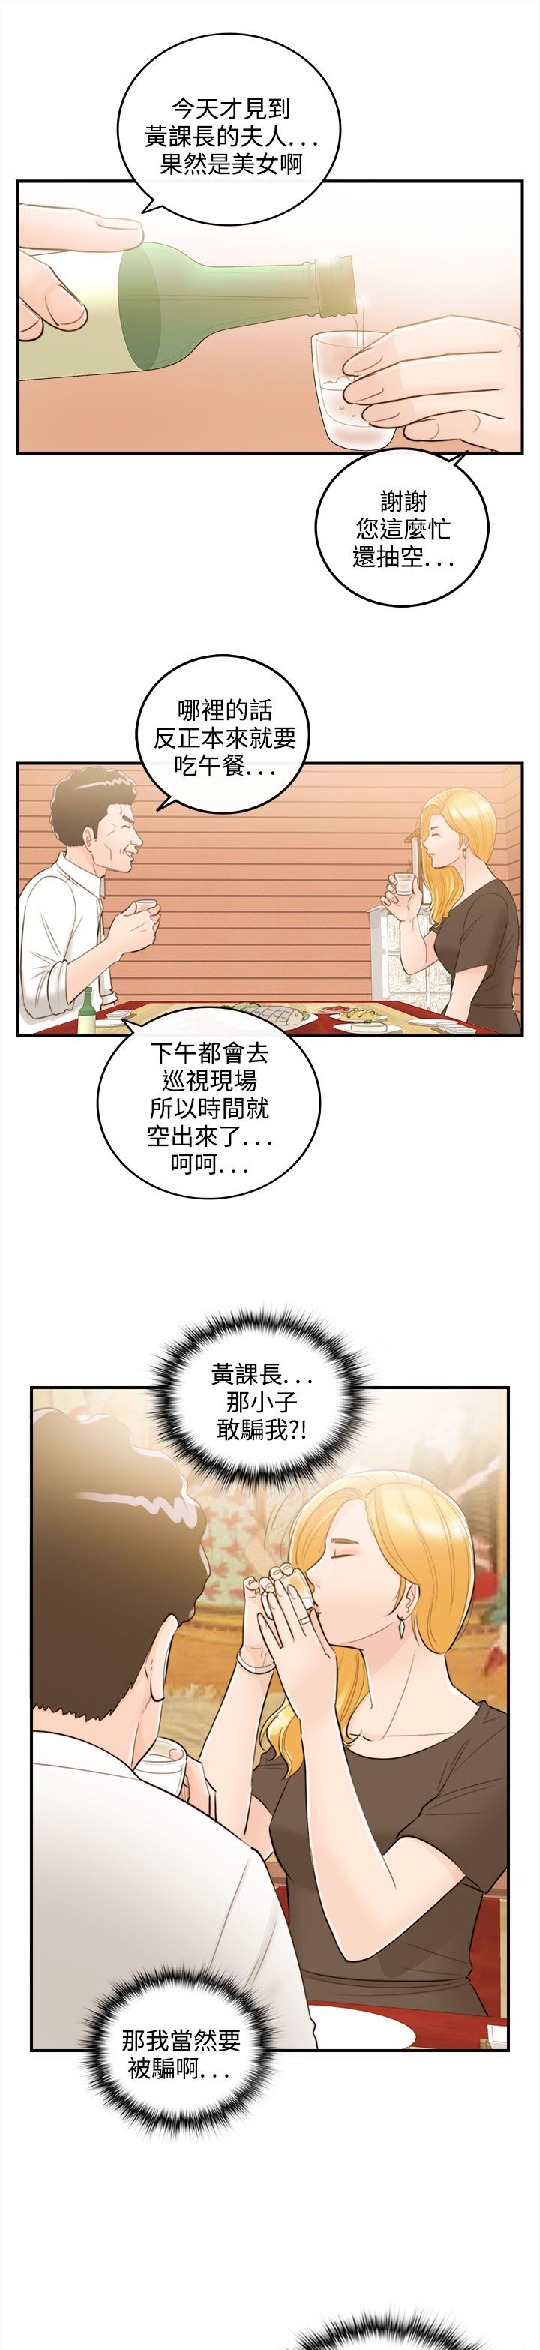 今天才見到
黃課長的夫人...
果然是美女啊
謝謝
您這麼忙
還抽空...
哪裡的話
反正本來就要
吃午餐...
下午都會去
巡視現場
所以時間就
空出來了...
呵呵...
黃課長...
那小子
敢騙我?!
那我當然要
被騙啊...